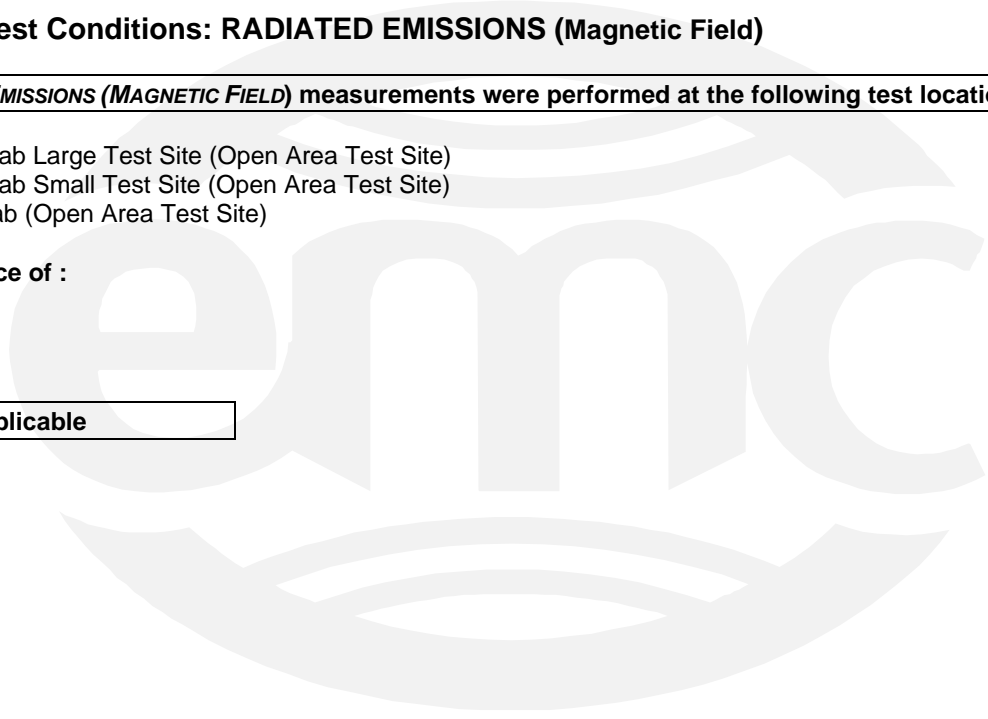 est Conditions: RADIATED EMISSIONS (Magnetic Field)
MISSIONS (MAGNETIC FIELD) measurements were performed at the following test locati
ab Large Test Site (Open Area Test Site)
ab Small Test Site (Open Area Test Site)
ab (Open Area Test Site)
ce of :
plicable
emc